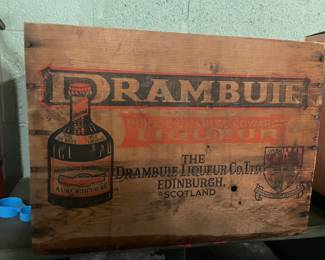 DRAMBUIE
LIQUEUR
THE
DRAMBUIE LIQUEUR CO, LTD
EDINBURGH,
SCOTLAND